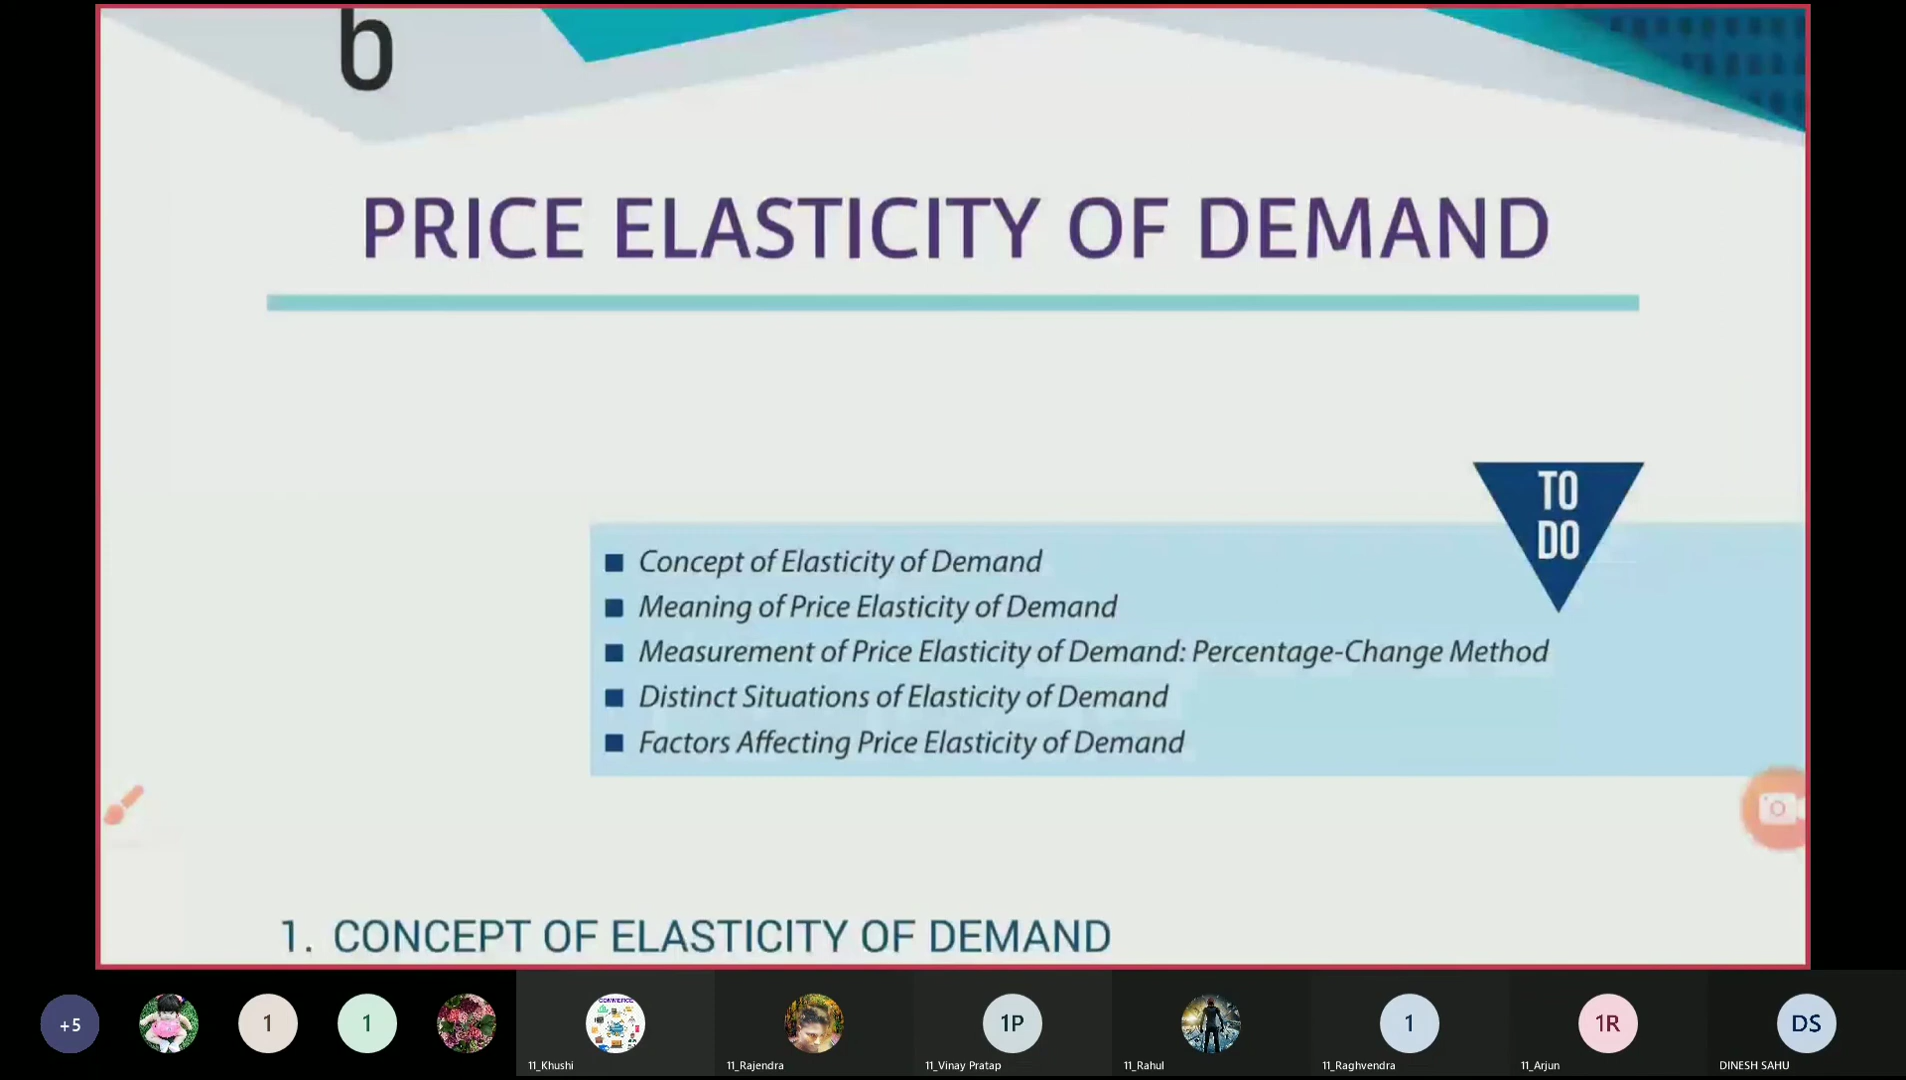 6
PRICE ELASTICITY OF DEMAND
TO
DO
Concept of Elasticity of Demand
Meaning of Price Elasticity of Demand
Measurement of Price Elasticity of Demand: Percentage-Change Method
Distinct Situations of Elasticity of Demand
Factors Affecting Price Elasticity of Demand
1. CONCEPT OF ELASTICITY OF DEMAND
+5
1
1
COMMERCE
1P
1
1R
DS
11_Khushi
11_Rajendra
11_Vinay Pratap
11_Rahul
11_Raghvendra
11_Arjun
DINESH SAHU